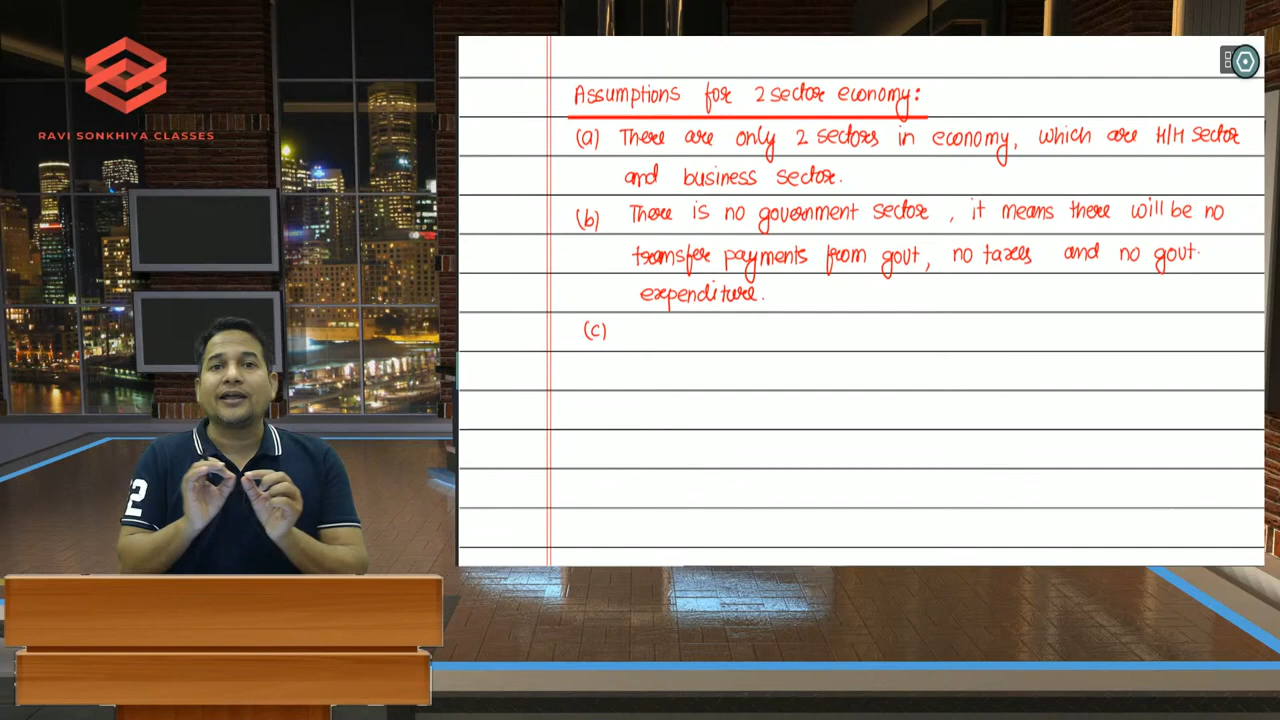 RAVI SONKHIYA CLASSES
Assumptions for 2 sector economy:
(a) There are only 2 sectors in economy, which are H/H sector
and business sector.
(b) There is no government sector, it means there will be no
transfer payments from govt, no taxes and no govt.
expenditure.
(c)
2